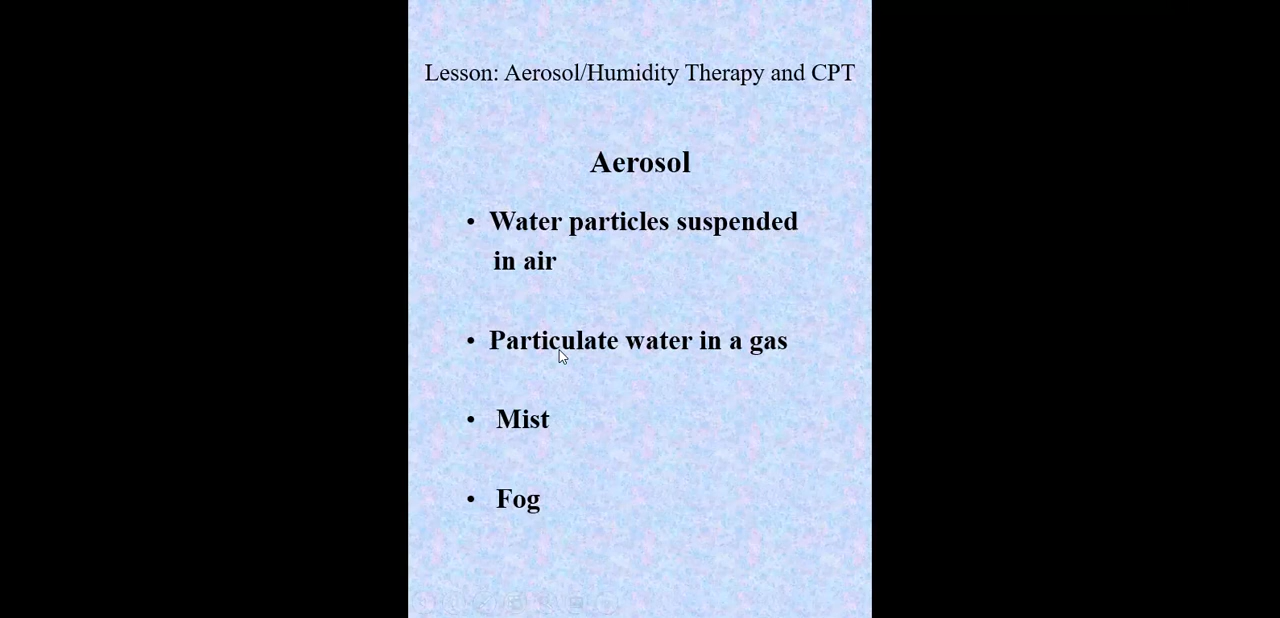 Lesson: Aerosol/Humidity Therapy and CPT
Aerosol
• Water particles suspended
in air
• Particulate water in a gas
• Mist
• Fog